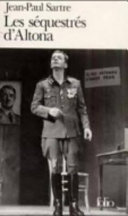 Jean-Paul Sartre
Les séquestrés
d'Altona
folio